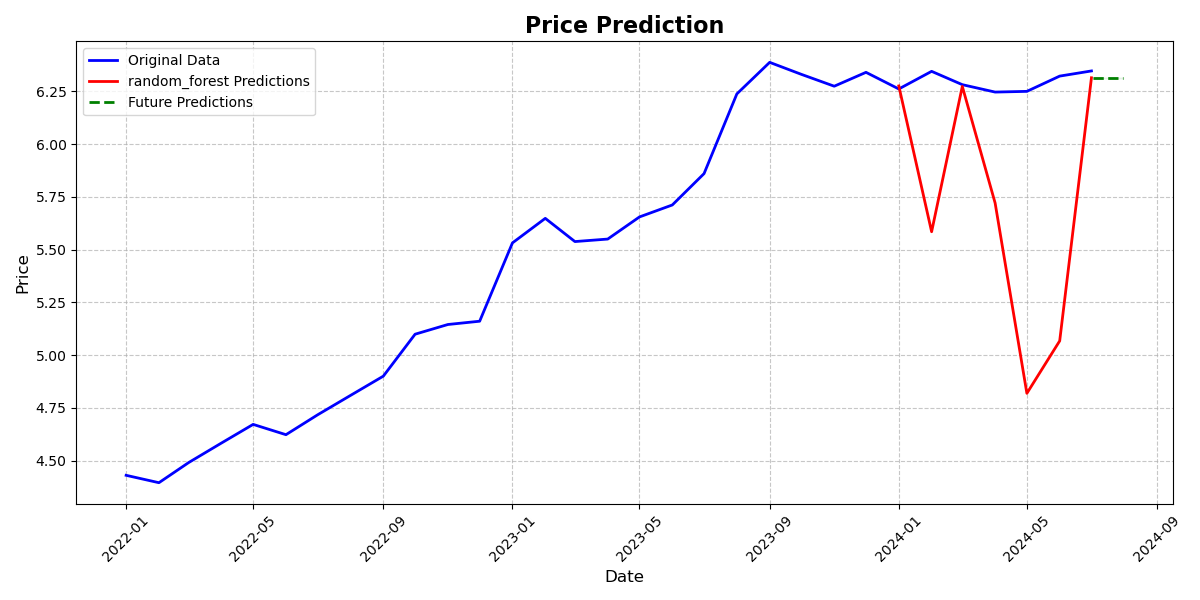 Price Prediction
Original Data
random_forest Predictions
Future Predictions
Price
6.25
6.00
5.75
5.50
5.25
5.00
4.75
4.50
2022-01
2022-05
2022-09
2023-01
2023-05
2023-09
2024-01
2024-05
2024-09
Date